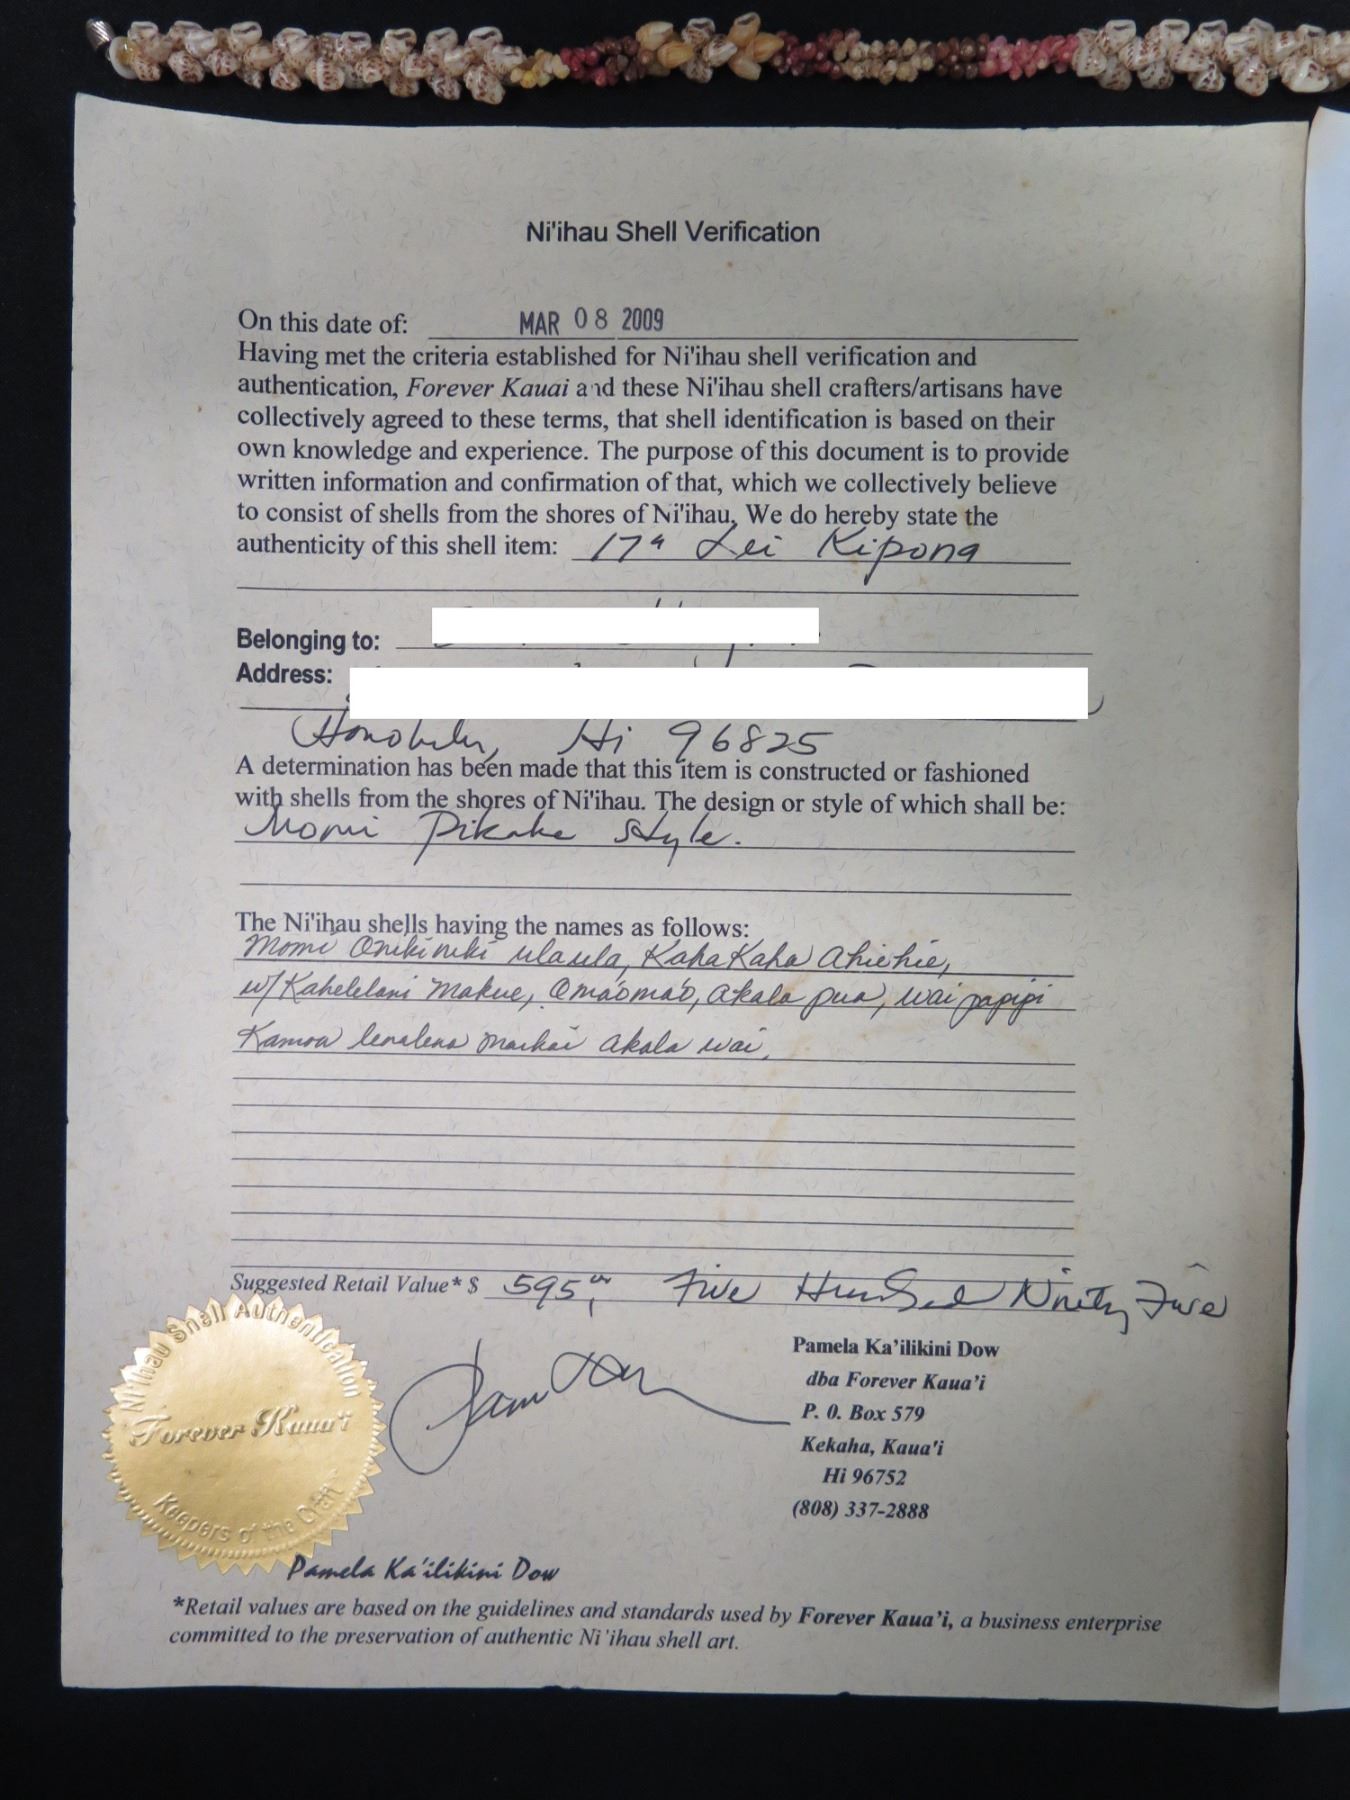 Ni'ihau Shell Verification
On this date of: MAR 08 2009
Having met the criteria established for Ni'ihau shell verification and
authentication, Forever Kauai and these Ni'ihau shell crafters/artisans have
collectively agreed to these terms, that shell identification is based on their
own knowledge and experience. The purpose of this document is to provide
written information and confirmation of that, which we collectively believe
to consist of shells from the shores of Ni'ihau. We do hereby state the
authenticity of this shell item: 17" Lei Kipona
Belonging to:
Address:
Honolulu, Hi 96825
A determination has been made that this item is constructed or fashioned
with shells from the shores of Ni'ihau. The design or style of which shall be:
Momi Pikake Style.
The Ni'ihau shells having the names as follows:
Momi Onikiniki ulaula, KahaKaha Ahiehie,
w/ Kahelelani Makue, Omaomao, akala pua, wai papipi
Kamoa lenalena akala wai.
Suggested Retail Value* $ 595, Five Hundred Ninety Five
Pamela Ka'ilikini Dow
dba Forever Kaua'i
P. O. Box 579
Kekaha, Kaua'i
Hi 96752
(808) 337-2888
Ni'ihau Shell Authentication
Forever Kaua'i
Keepers of the Craft
Pamela Ka'ilikini Dow
*Retail values are based on the guidelines and standards used by Forever Kaua'i, a business enterprise
committed to the preservation of authentic Ni'ihau shell art.